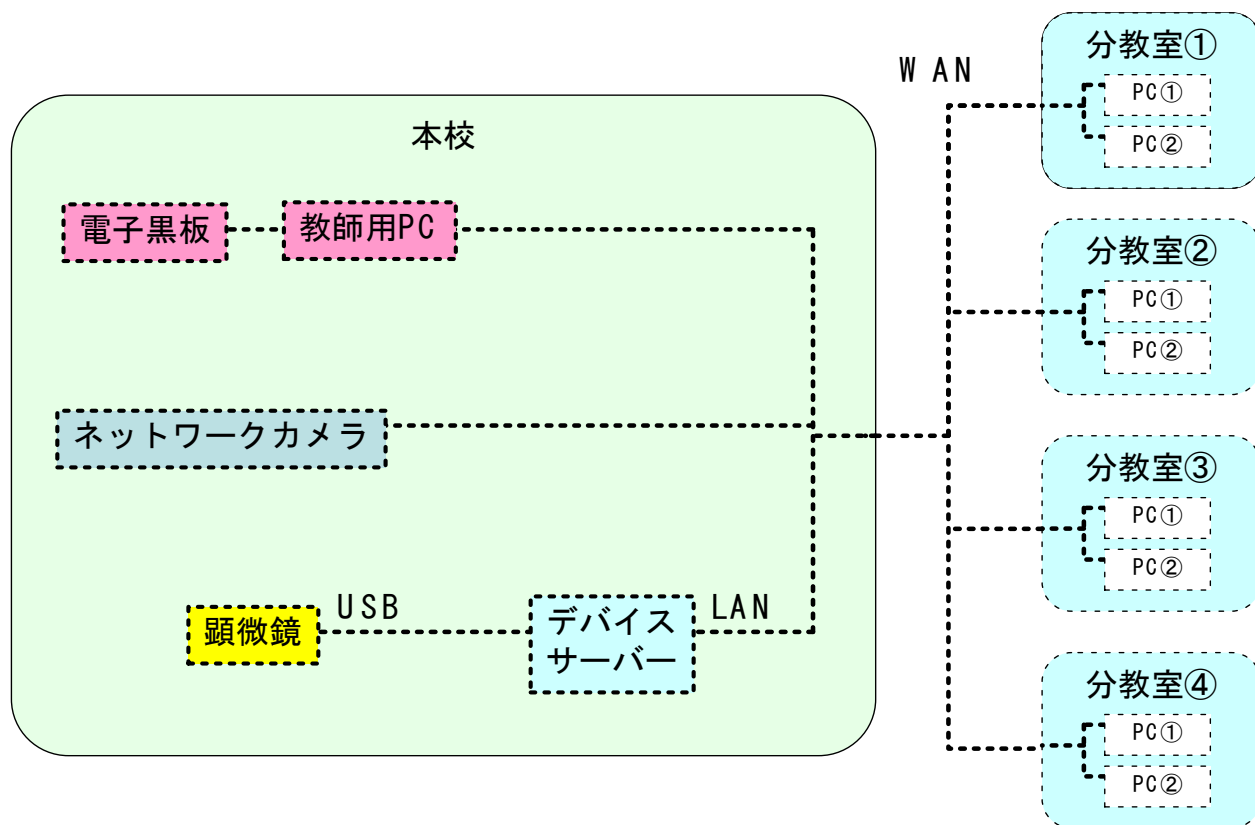 本校
電子黒板
教師用PC
ネットワークカメラ
顕微鏡
USB
デバイス
サーバー
LAN
WAN
分教室①
PC①
PC②
分教室②
PC①
PC②
分教室③
PC①
PC②
分教室④
PC①
PC②